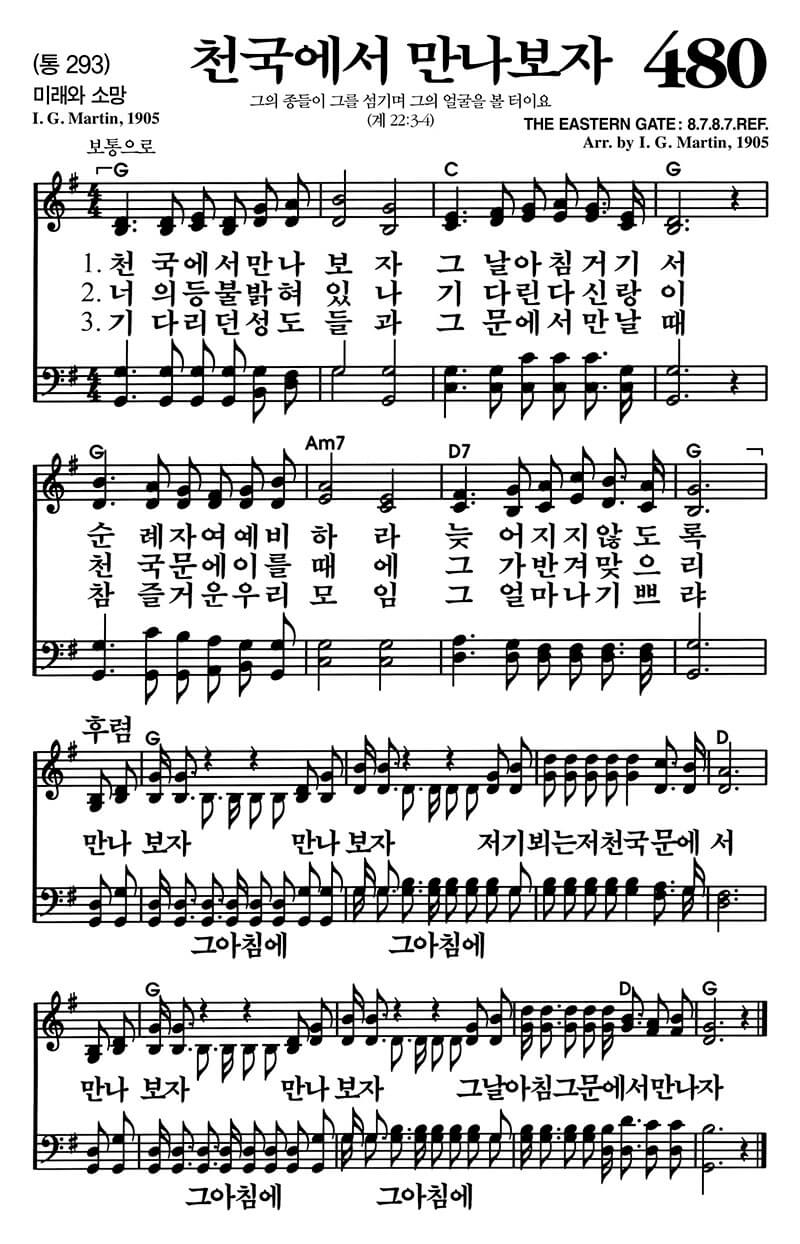 (통 293)
천국에서 만나보자 480
미래와 소망
그의 종들이 그를 섬기며 그의 얼굴을 볼 터이요
I. G. Martin, 1905
(계 22:3-4)
THE EASTERN GATE: 8.7.8.7.REF.
Arr. by I. G. Martin, 1905
보통으로
G C G
1. 천 국에서만나 보 자 그 날아침거기 서
2. 너 의등불밝혀 있 나 기 다린다신랑 이
3. 기 다리던성도 들 과 그 문에서만날 때
G Am7 D7 G
순 례자여예비 하 라 늦 어지지않도 록
천 국문에이를 때 에 그 가반겨맞으 리
참 즐거운우리 모 임 그 얼마나기쁘 랴
후렴
G D
만나 보자 만나 보자 저기뵈는저천국문에 서
그아침에 그아침에
G D G
만나 보자 만나 보자 그날아침그문에서만나자
그아침에 그아침에